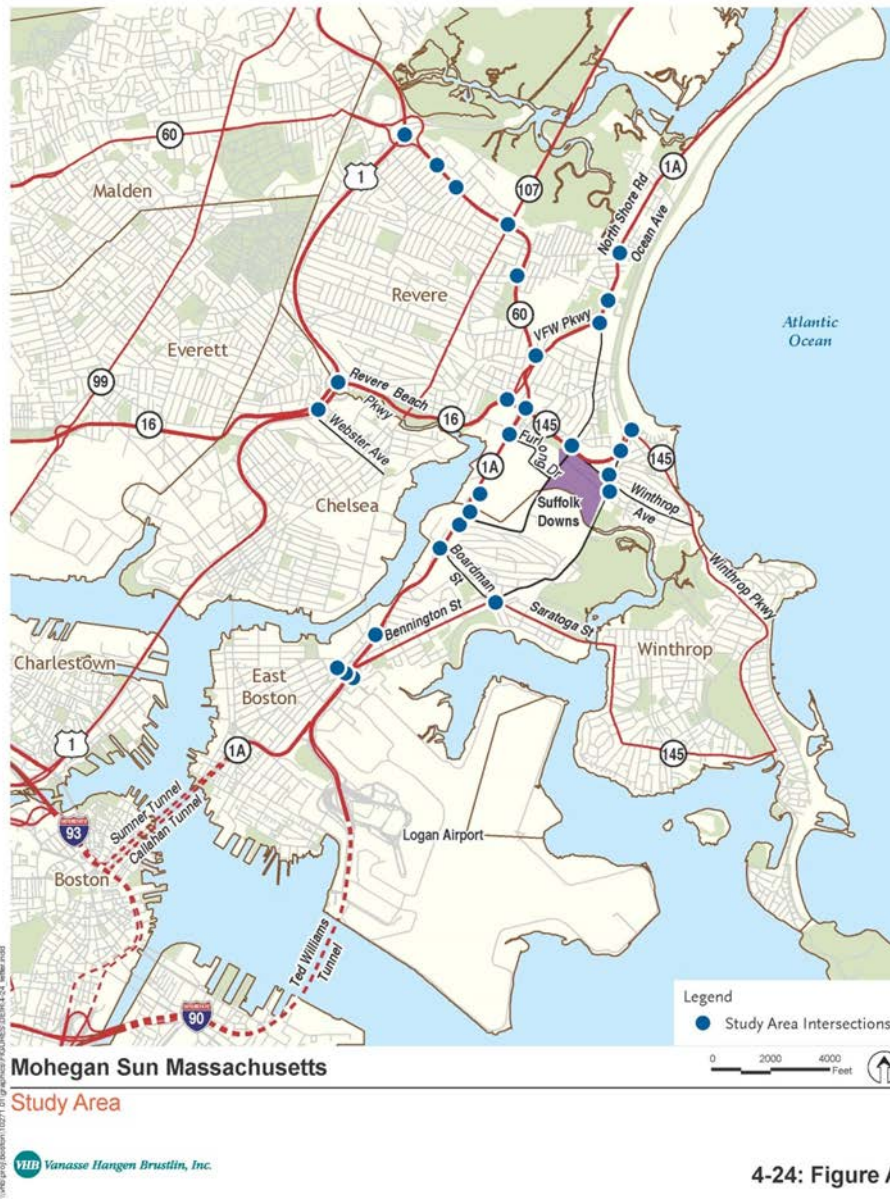 60
1
Malden
107
1A
North Shore Rd
Ocean Ave
Revere
60
VFW Pkwy
Atlantic
Ocean
Everett
99
16
Revere Beach
Pkwy
16
145
Webster Ave
Furlong Dr
145
1A
Winthrop
Ave
Suffolk
Downs
Chelsea
Boardman
St
Winthrop Pkwy
Bennington St
Saratoga St
Winthrop
Charlestown
East
Boston
1
1A
145
Sumner Tunnel
Callahan Tunnel
93
Logan Airport
Boston
Ted Williams
Tunnel
90
Legend
Study Area Intersections
0 2000 4000
Feet
Mohegan Sun Massachusetts
Study Area
VHB Vanasse Hangen Brustlin, Inc.
4-24: Figure A